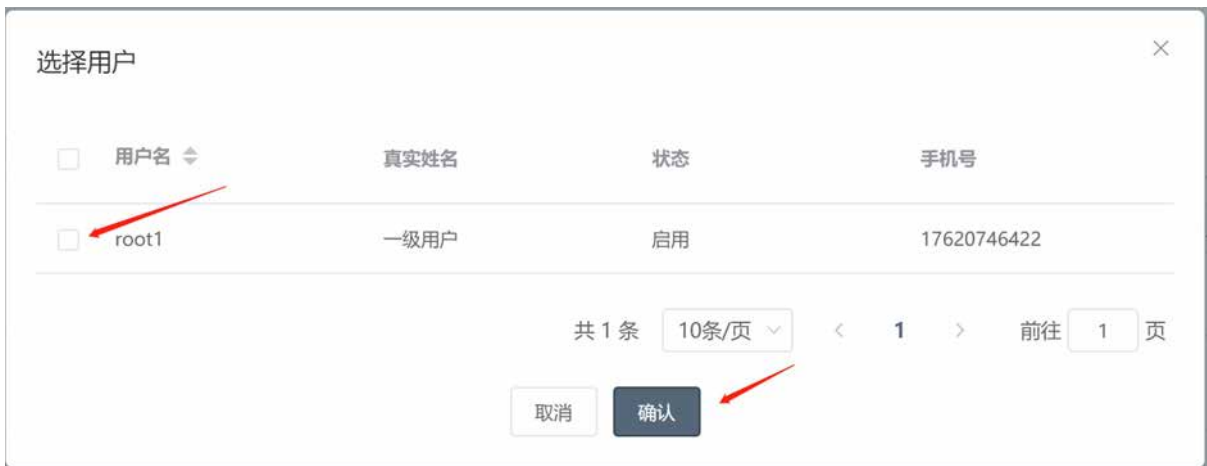 选择用户
用户名 真实姓名 状态 手机号
root1 一级用户 启用 17620746422
共 1 条 10条/页 1 前往 1 页
取消 确认